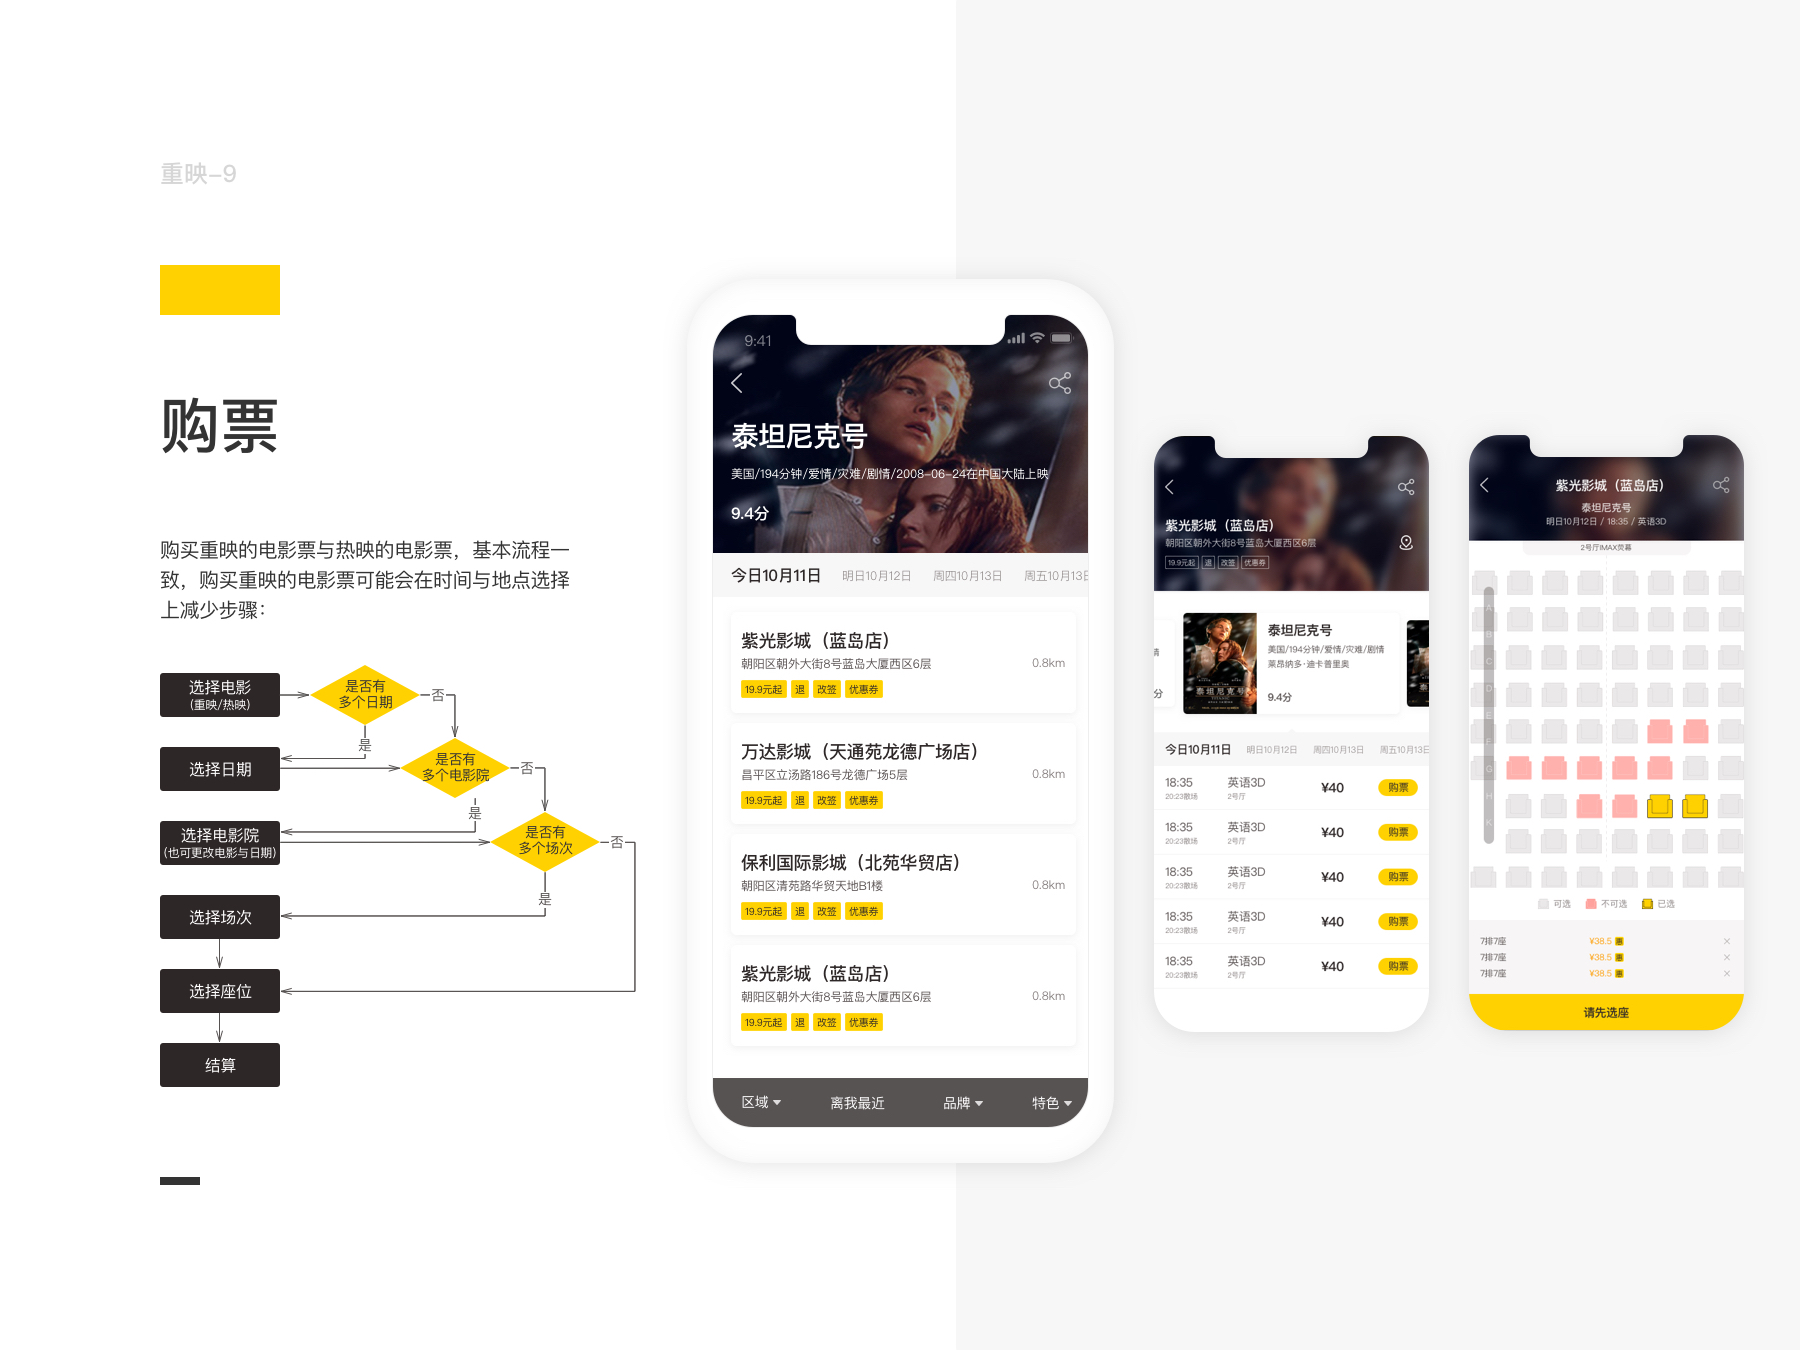 重映-9
购票
购买重映的电影票与热映的电影票，基本流程一
致，购买重映的电影票可能会在时间与地点选择
上减少步骤：
选择电影
(重映/热映)
是否有
多个日期
否
是
选择日期
是否有
多个电影院
否
是
选择电影院
(也可更改电影与日期)
是否有
多个场次
否
是
选择场次
选择座位
结算
9:41
泰坦尼克号
美国/194分钟/爱情/灾难/剧情/2008-06-24在中国大陆上映
9.4分
今日10月11日 明日10月12日 周四10月13日 周五10月13日
紫光影城（蓝岛店）
朝阳区朝外大街8号蓝岛大厦西区6层 0.8km
19.9元起 退 改签 优惠券
万达影城（天通苑龙德广场店）
昌平区立汤路186号龙德广场5层 0.8km
19.9元起 退 改签 优惠券
保利国际影城（北苑华贸店）
朝阳区清苑路华贸天地B1楼 0.8km
19.9元起 退 改签 优惠券
紫光影城（蓝岛店）
朝阳区朝外大街8号蓝岛大厦西区6层 0.8km
19.9元起 退 改签 优惠券
区域 离我最近 品牌 特色
紫光影城（蓝岛店）
朝阳区朝外大街8号蓝岛大厦西区6层
19.9元起 退 改签 优惠券
情
分
泰坦尼克号
泰坦尼克号
美国/194分钟/爱情/灾难/剧情
莱昂纳多·迪卡普里奥
9.4分
今日10月11日 明日10月12日 周四10月13日 周五10月13日
18:35 英语3D ¥40 购票
20:23散场 2号厅
18:35 英语3D ¥40 购票
20:23散场 2号厅
18:35 英语3D ¥40 购票
20:23散场 2号厅
18:35 英语3D ¥40 购票
20:23散场 2号厅
18:35 英语3D ¥40 购票
20:23散场 2号厅
紫光影城（蓝岛店）
泰坦尼克号
明日10月12日 / 18:35 / 英语3D
2号厅IMAX荧幕
A
B
C
D
E
F
G
H
K
可选 不可选 已选
7排7座 ¥38.5 惠 ×
7排7座 ¥38.5 惠 ×
7排7座 ¥38.5 惠 ×
请先选座